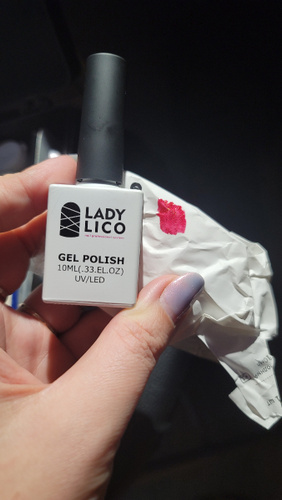 LADY
LICO
GEL POLISH
10ML(.33.EL.OZ)
UV/LED